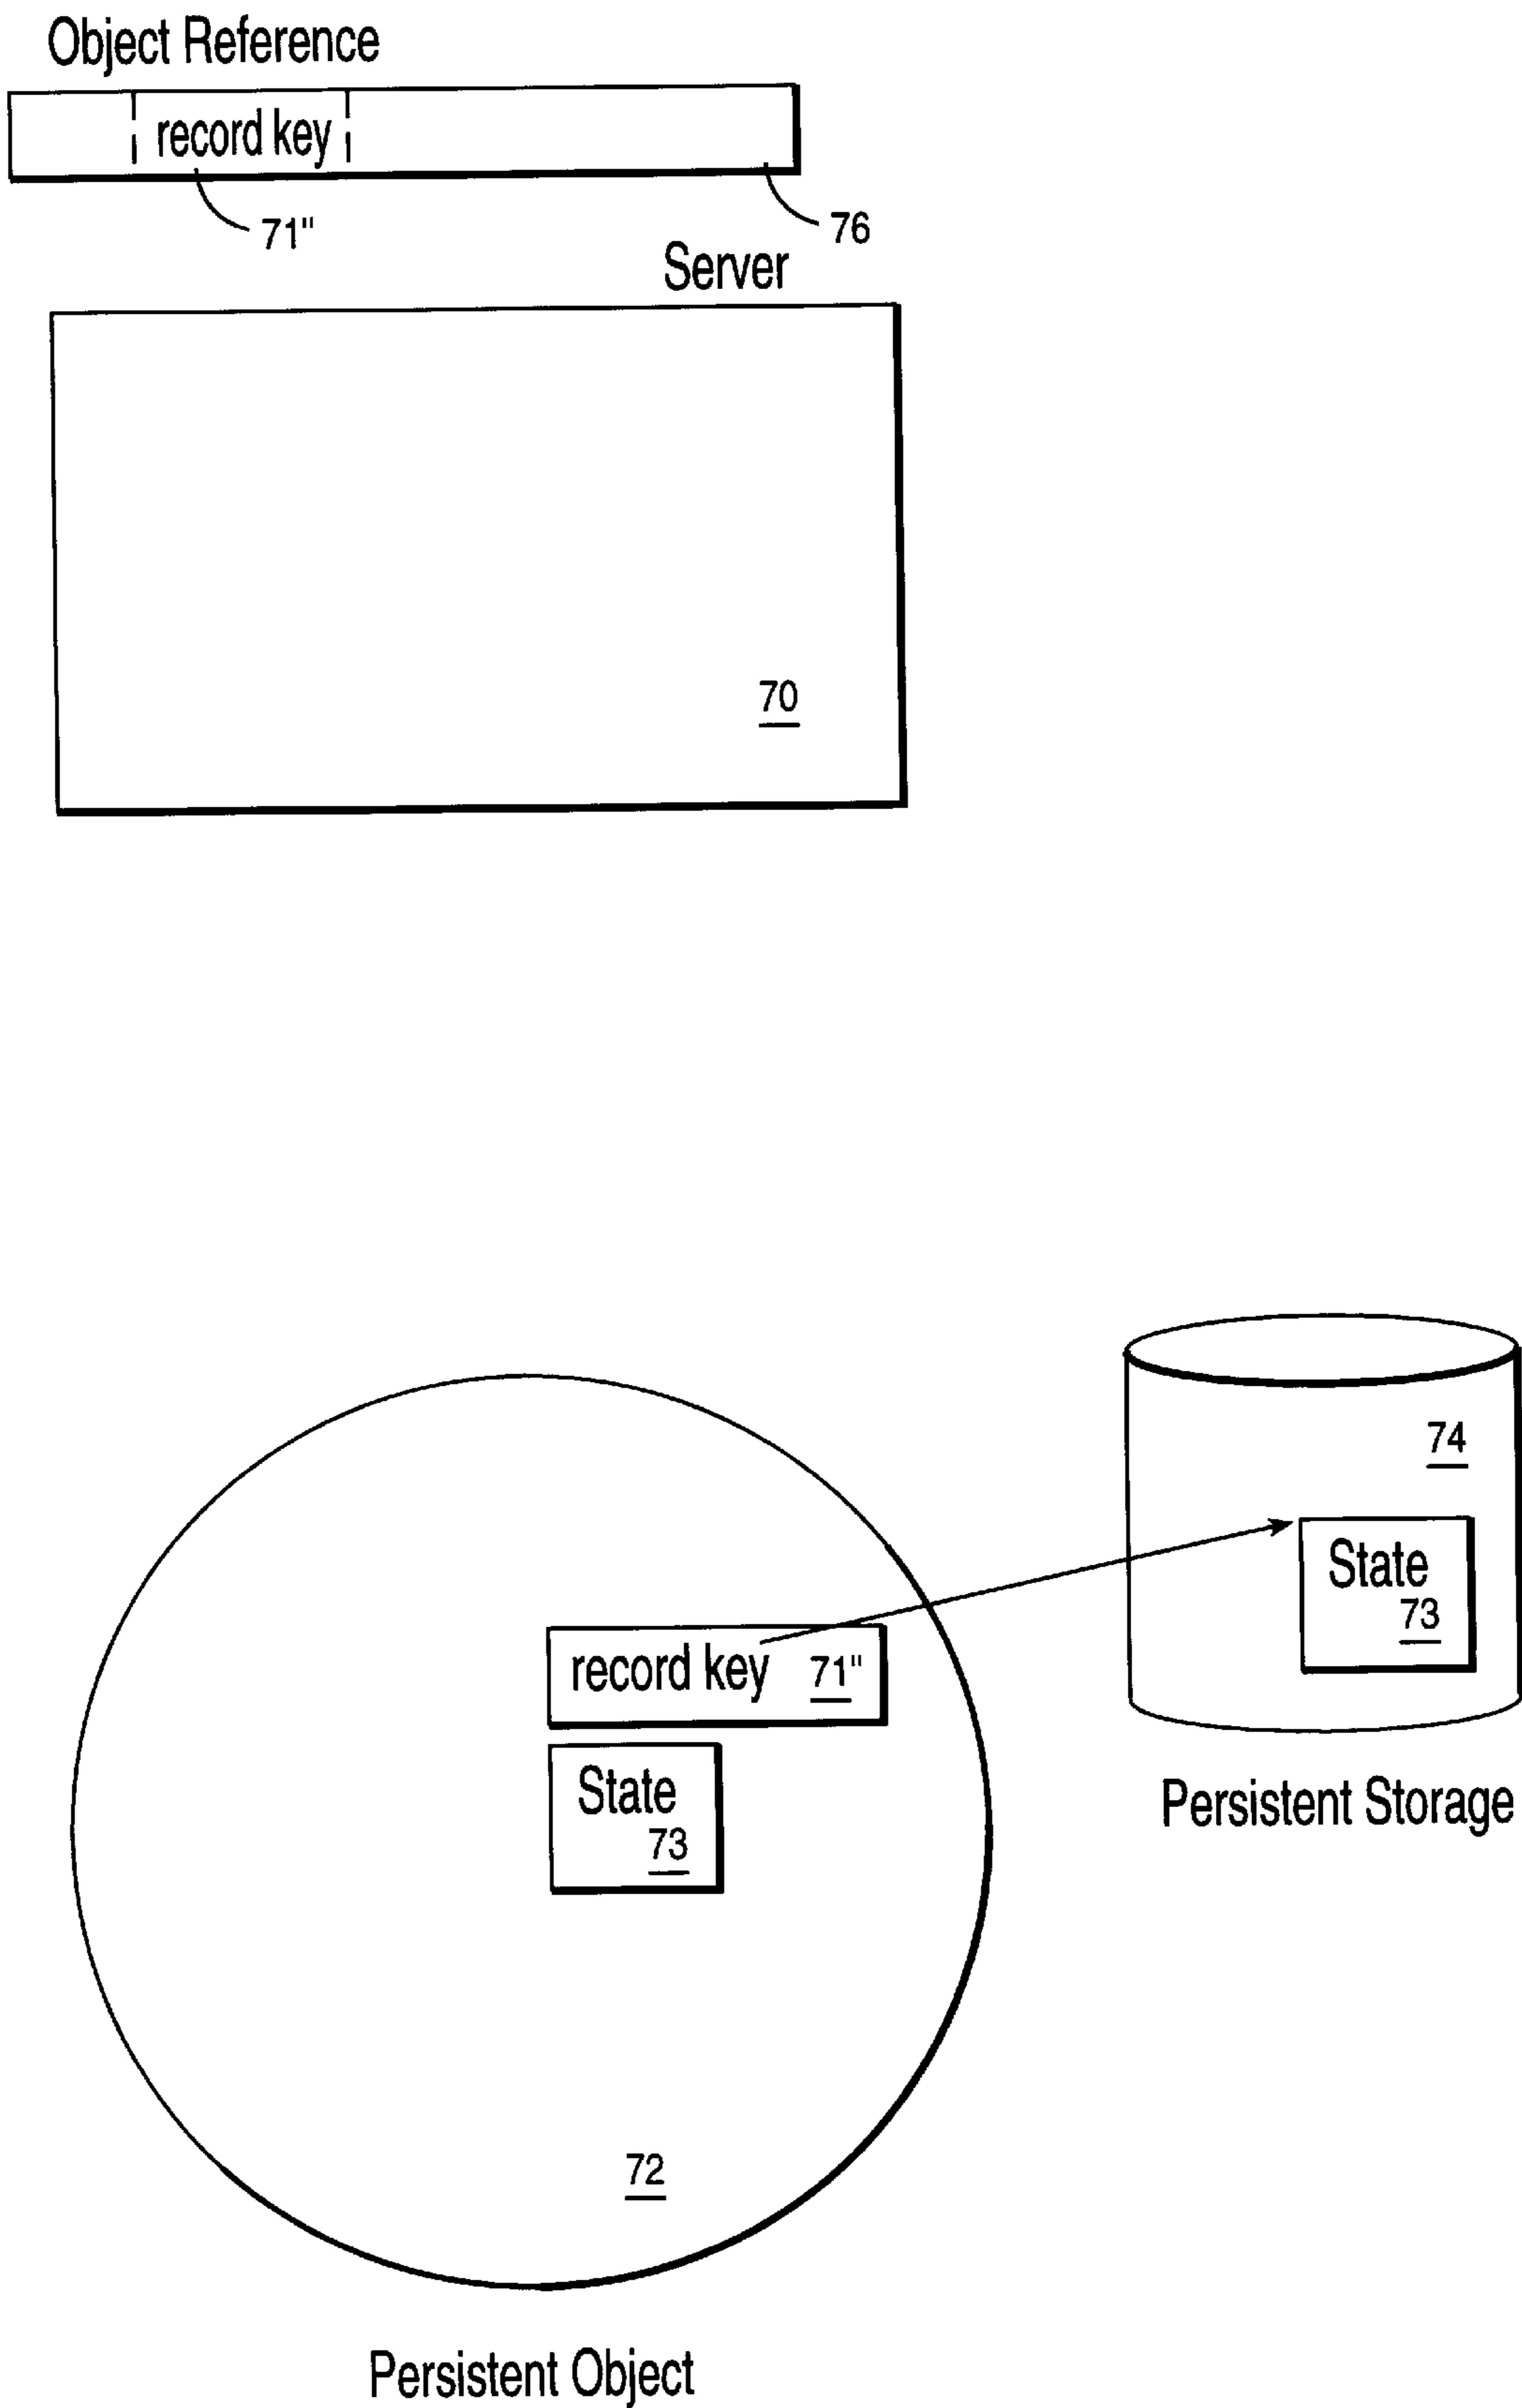 Object Reference
record key
71"
76
Server
70
74
State
73
record key 71"
State
73
Persistent Storage
72
Persistent Object